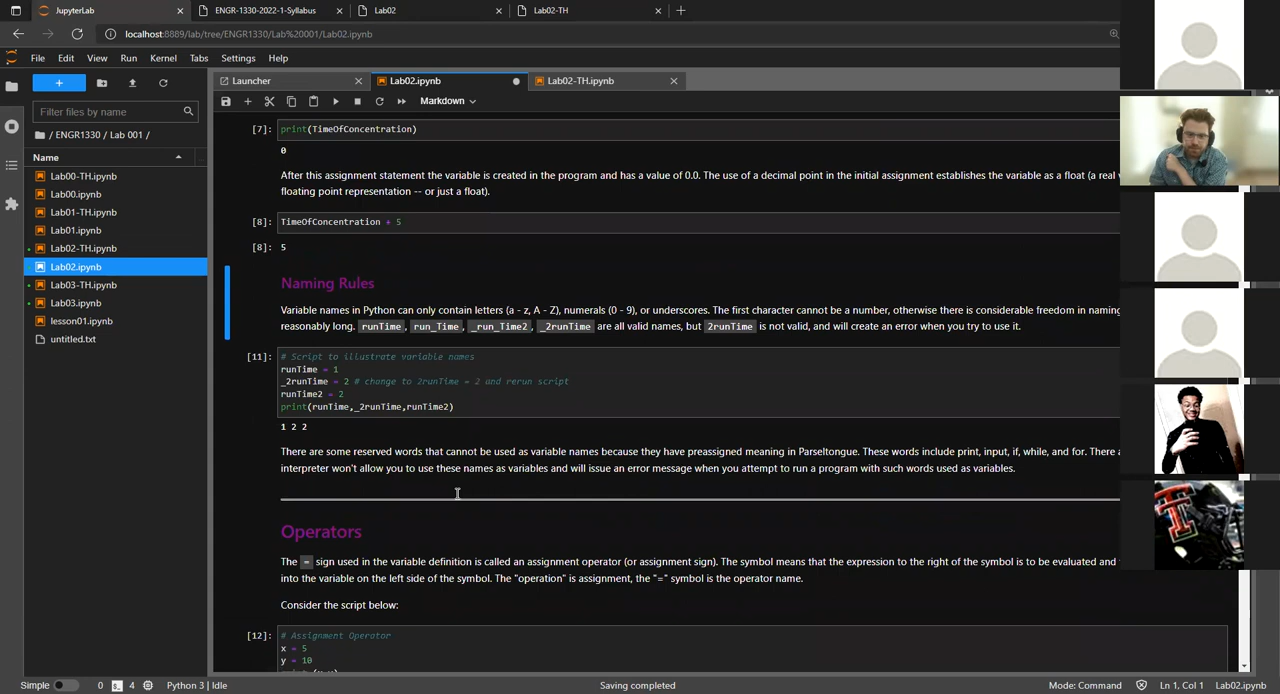 JupyterLab
ENGR-1330-2022-1-Syllabus
Lab02
Lab02-TH
localhost:8889/lab/tree/ENGR1330/Lab%20001/Lab02.ipynb
File Edit View Run Kernel Tabs Settings Help
Launcher
Lab02.ipynb
Lab02-TH.ipynb
Markdown
Filter files by name
/ ENGR1330 / Lab 001 /
Name
Lab00-TH.ipynb
Lab00.ipynb
Lab01-TH.ipynb
Lab01.ipynb
Lab02-TH.ipynb
Lab02.ipynb
Lab03-TH.ipynb
Lab03.ipynb
lesson01.ipynb
untitled.txt
[7]: print(TimeOfConcentration)
0
After this assignment statement the variable is created in the program and has a value of 0.0. The use of a decimal point in the initial assignment establishes the variable as a float (a real
floating point representation -- or just a float).
[8]: TimeOfConcentration + 5
[8]: 5
Naming Rules
Variable names in Python can only contain letters (a - z, A - Z), numerals (0 - 9), or underscores. The first character cannot be a number, otherwise there is considerable freedom in naming
reasonably long. runTime, run_Time, _run_Time2, _2runTime are all valid names, but 2runTime is not valid, and will create an error when you try to use it.
[11]: # Script to illustrate variable names
runTime = 1
_2runTime = 2 # change to 2runTime = 2 and rerun script
runTime2 = 2
print(runTime,_2runTime,runTime2)
1 2 2
There are some reserved words that cannot be used as variable names because they have preassigned meaning in Parseltongue. These words include print, input, if, while, and for. There
interpreter won't allow you to use these names as variables and will issue an error message when you attempt to run a program with such words used as variables.
Operators
The = sign used in the variable definition is called an assignment operator (or assignment sign). The symbol means that the expression to the right of the symbol is to be evaluated and
into the variable on the left side of the symbol. The "operation" is assignment, the "=" symbol is the operator name.
Consider the script below:
[12]: # Assignment Operator
x = 5
y = 10
Simple 0 4 Python 3 | Idle
Saving completed
Mode: Command
Ln 1, Col 1 Lab02.ipynb